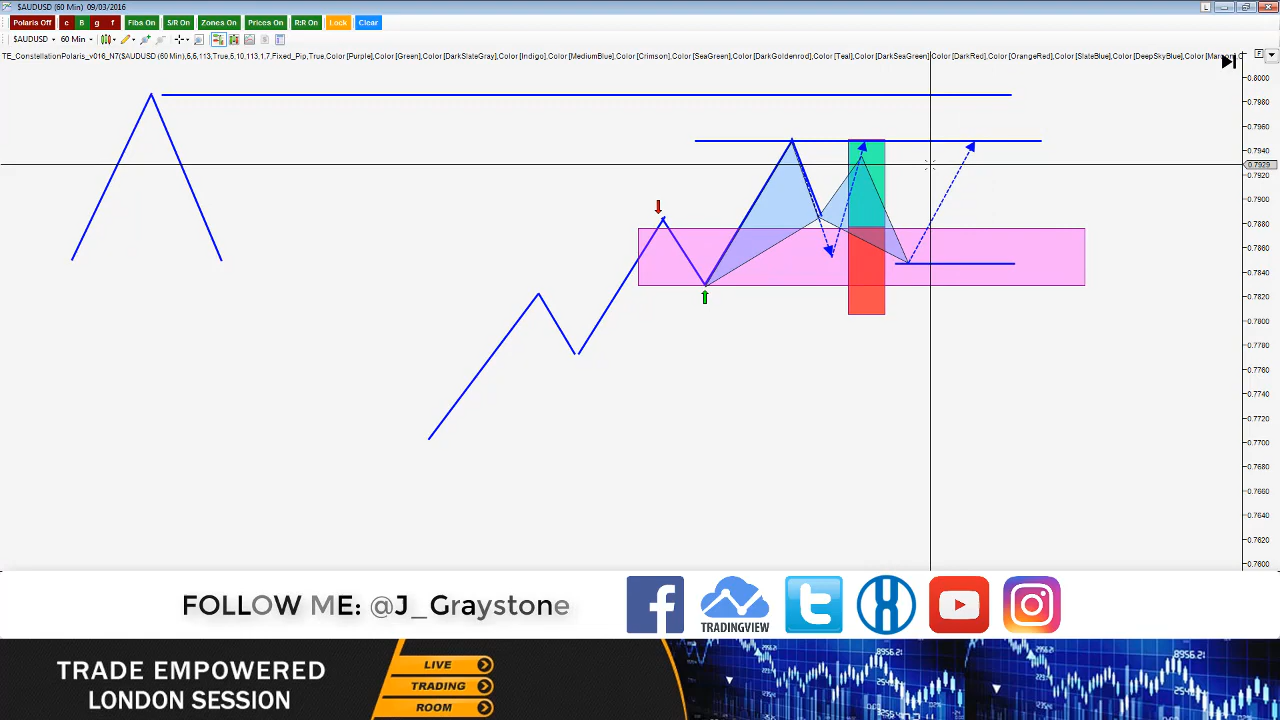 $AUDUSD (60 Min) 09/03/2016
L
Polaris Off c B g f Fibs On S/R On Zones On Prices On R:R On Lock Clear
$AUDUSD 60 Min
TE_ConstellationPolaris_v016_N7($AUDUSD (60 Min),5,5,113,True,5,10,113,1,7,Fixed_Pip,True,Color [Purple],Color [Green],Color [DarkSlateGray],Color [Indigo],Color [MediumBlue],Color [Crimson],Color [SeaGreen],Color [DarkGoldenrod],Color [Teal],Color [DarkSeaGreen],Color [DarkRed],Color [OrangeRed],Color [SlateBlue],Color [DeepSkyBlue],Color
F
0.8000
0.7980
0.7960
0.7940
0.7929
0.7920
0.7900
0.7880
0.7860
0.7840
0.7820
0.7800
0.7780
0.7760
0.7740
0.7720
0.7700
0.7680
0.7660
0.7640
0.7620
0.7600
FOLLOW ME: @J_Graystone
TRADINGVIEW
TRADE EMPOWERED
LONDON SESSION
LIVE
TRADING
ROOM
8956.21
8956.21